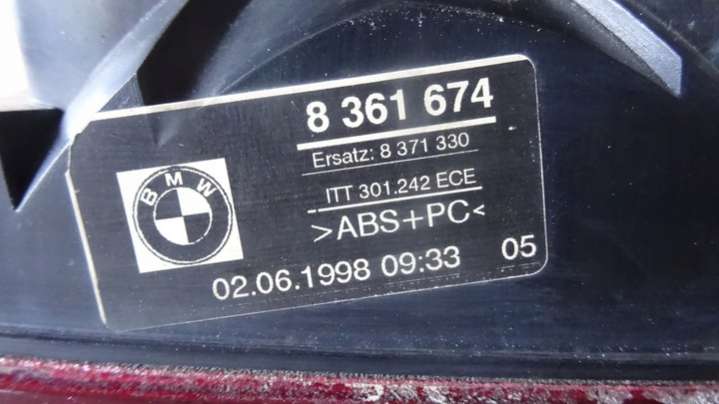 8 361 674
Ersatz: 8 371 330
ITT 301.242 ECE
>ABS+PC<
BMW
02.06.1998 09:33 05